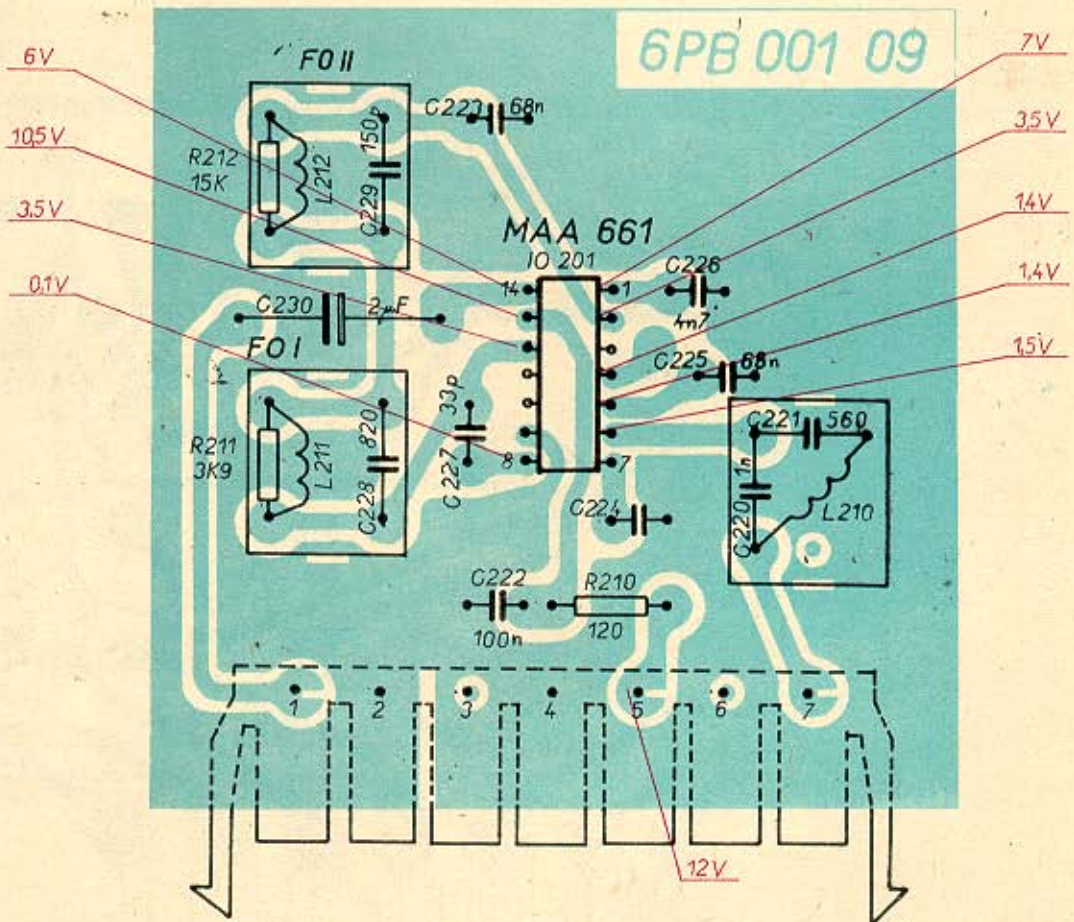 6PB 001 09
6V
10,5V
3,5V
0,1V
7V
3,5V
1,4V
1,4V
1,5V
FO II
R212
15K
L212
150p
C229
C223
68n
MAA 661
IO 201
14
1
8
7
C226
4n7
C225
68n
C230
2µF
FO I
R211
3K9
L211
820
C228
33p
C227
C221
560
1n
C220
L210
C224
C222
100n
R210
120
1
2
3
4
5
6
7
12V